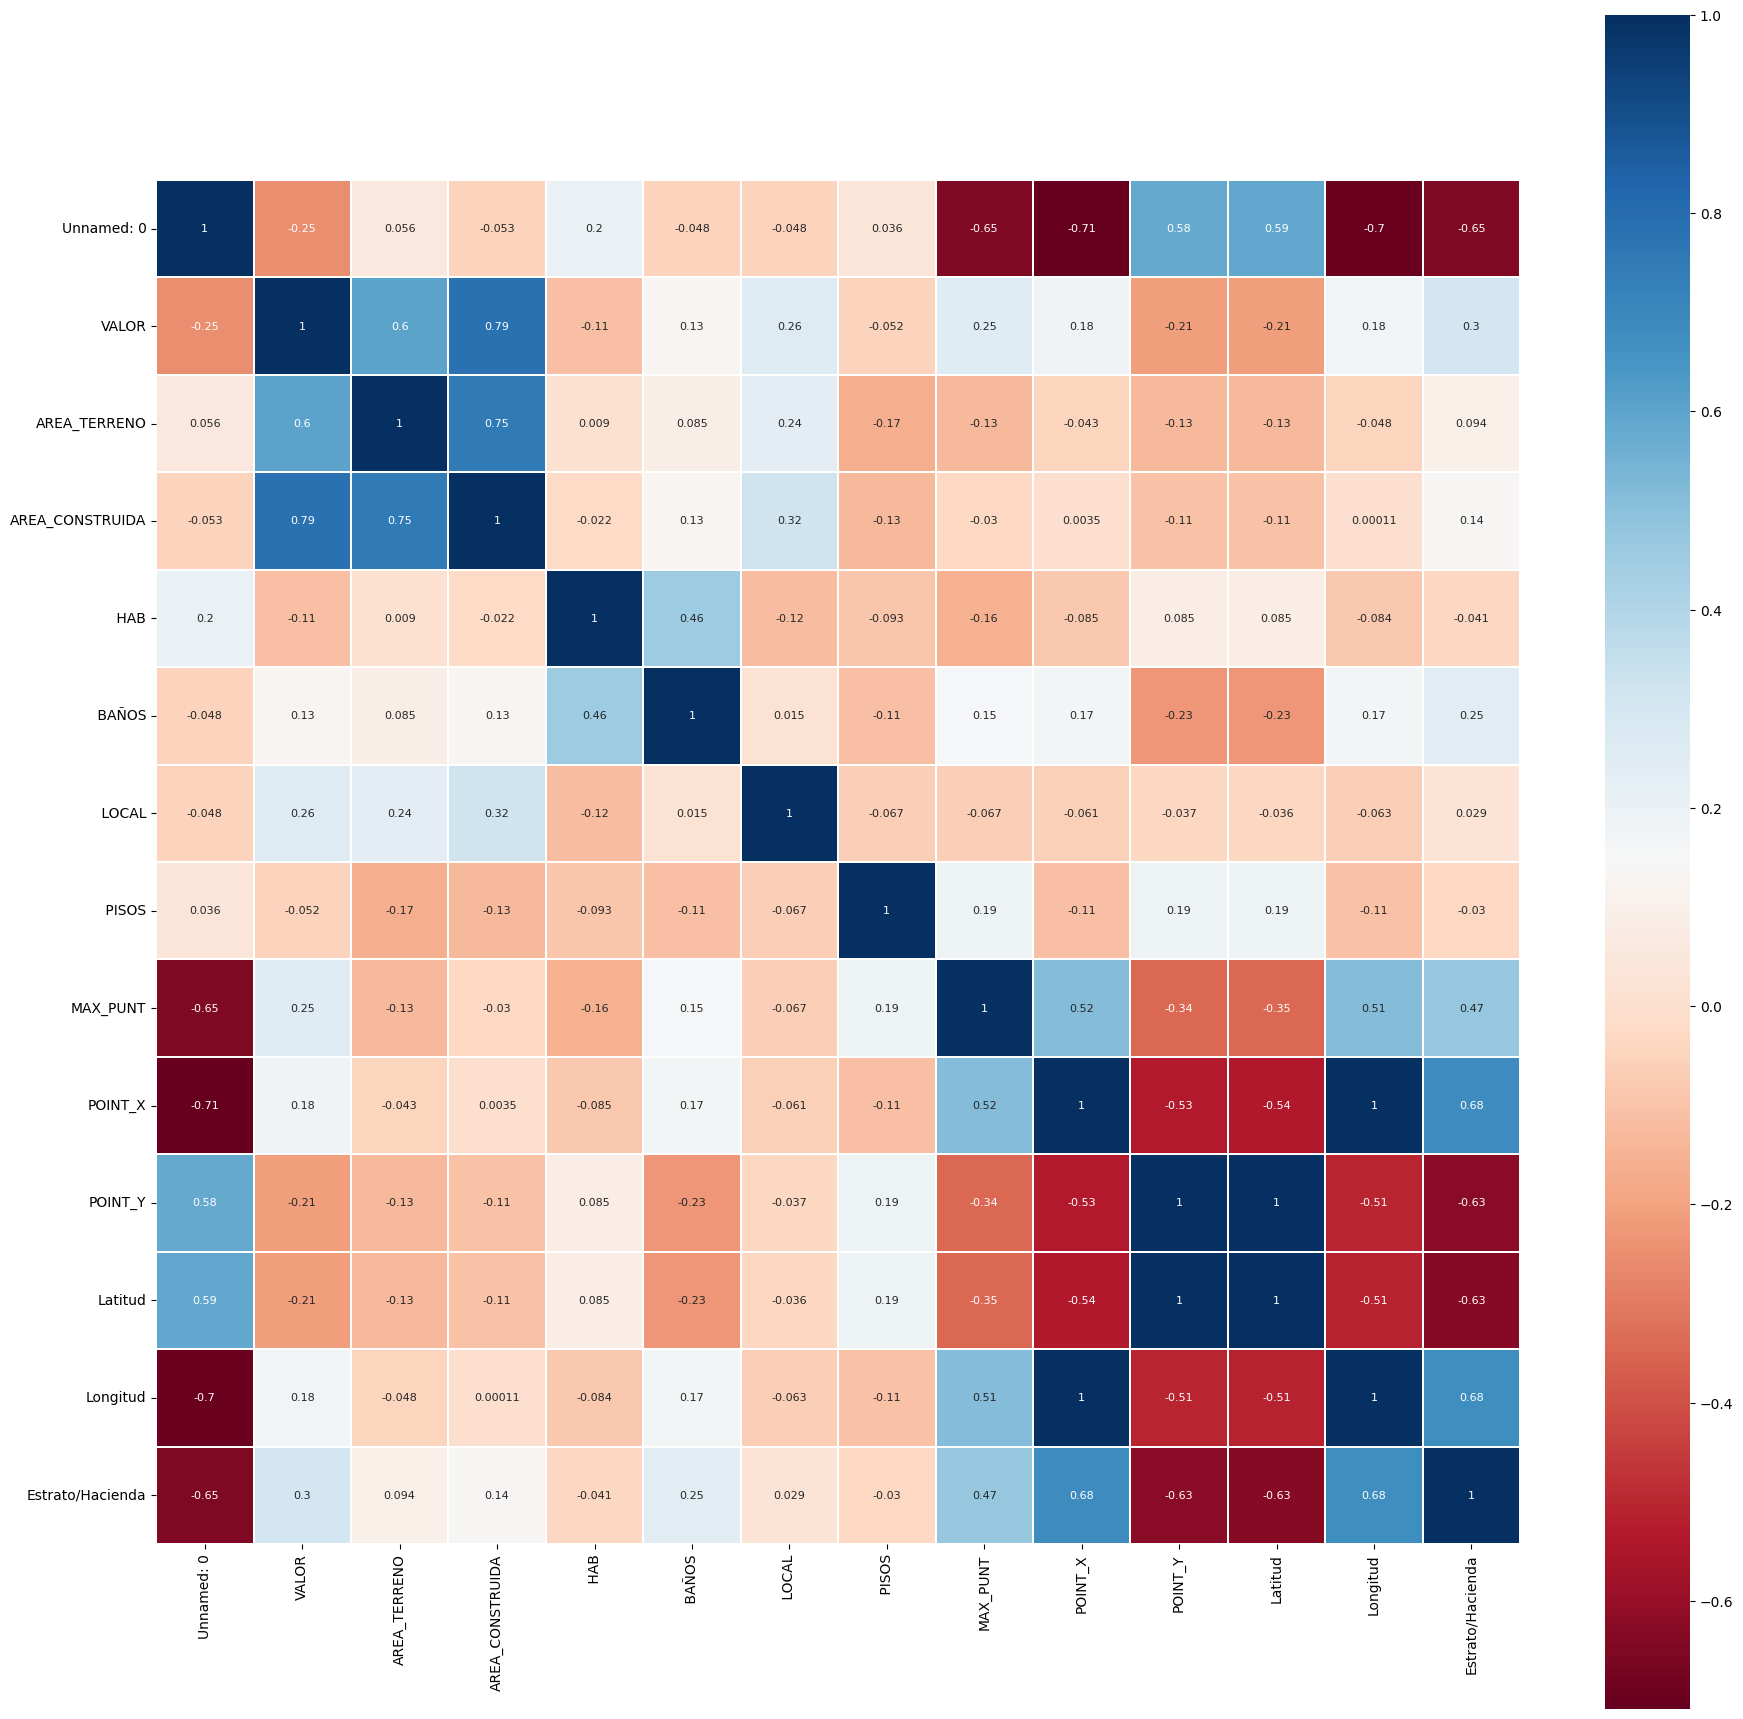 Unnamed: 0 1 -0.25 0.056 -0.053 0.2 -0.048 -0.048 0.036 -0.65 -0.71 0.58 0.59 -0.7 -0.65
VALOR -0.25 1 0.6 0.79 -0.11 0.13 0.26 -0.052 0.25 0.18 -0.21 -0.21 0.18 0.3
AREA_TERRENO 0.056 0.6 1 0.75 0.009 0.085 0.24 -0.17 -0.13 -0.043 -0.13 -0.13 -0.048 0.094
AREA_CONSTRUIDA -0.053 0.79 0.75 1 -0.022 0.13 0.32 -0.13 -0.03 0.0035 -0.11 -0.11 0.00011 0.14
HAB 0.2 -0.11 0.009 -0.022 1 0.46 -0.12 -0.093 -0.16 -0.085 0.085 0.085 -0.084 -0.041
BAÑOS -0.048 0.13 0.085 0.13 0.46 1 0.015 -0.11 0.15 0.17 -0.23 -0.23 0.17 0.25
LOCAL -0.048 0.26 0.24 0.32 -0.12 0.015 1 -0.067 -0.067 -0.061 -0.037 -0.036 -0.063 0.029
PISOS 0.036 -0.052 -0.17 -0.13 -0.093 -0.11 -0.067 1 0.19 -0.11 0.19 0.19 -0.11 -0.03
MAX_PUNT -0.65 0.25 -0.13 -0.03 -0.16 0.15 -0.067 0.19 1 0.52 -0.34 -0.35 0.51 0.47
POINT_X -0.71 0.18 -0.043 0.0035 -0.085 0.17 -0.061 -0.11 0.52 1 -0.53 -0.54 1 0.68
POINT_Y 0.58 -0.21 -0.13 -0.11 0.085 -0.23 -0.037 0.19 -0.34 -0.53 1 1 -0.51 -0.63
Latitud 0.59 -0.21 -0.13 -0.11 0.085 -0.23 -0.036 0.19 -0.35 -0.54 1 1 -0.51 -0.63
Longitud -0.7 0.18 -0.048 0.00011 -0.084 0.17 -0.063 -0.11 0.51 1 -0.51 -0.51 1 0.68
Estrato/Hacienda -0.65 0.3 0.094 0.14 -0.041 0.25 0.029 -0.03 0.47 0.68 -0.63 -0.63 0.68 1
Unnamed: 0
VALOR
AREA_TERRENO
AREA_CONSTRUIDA
HAB
BAÑOS
LOCAL
PISOS
MAX_PUNT
POINT_X
POINT_Y
Latitud
Longitud
Estrato/Hacienda
1.0
0.8
0.6
0.4
0.2
0.0
−0.2
−0.4
−0.6